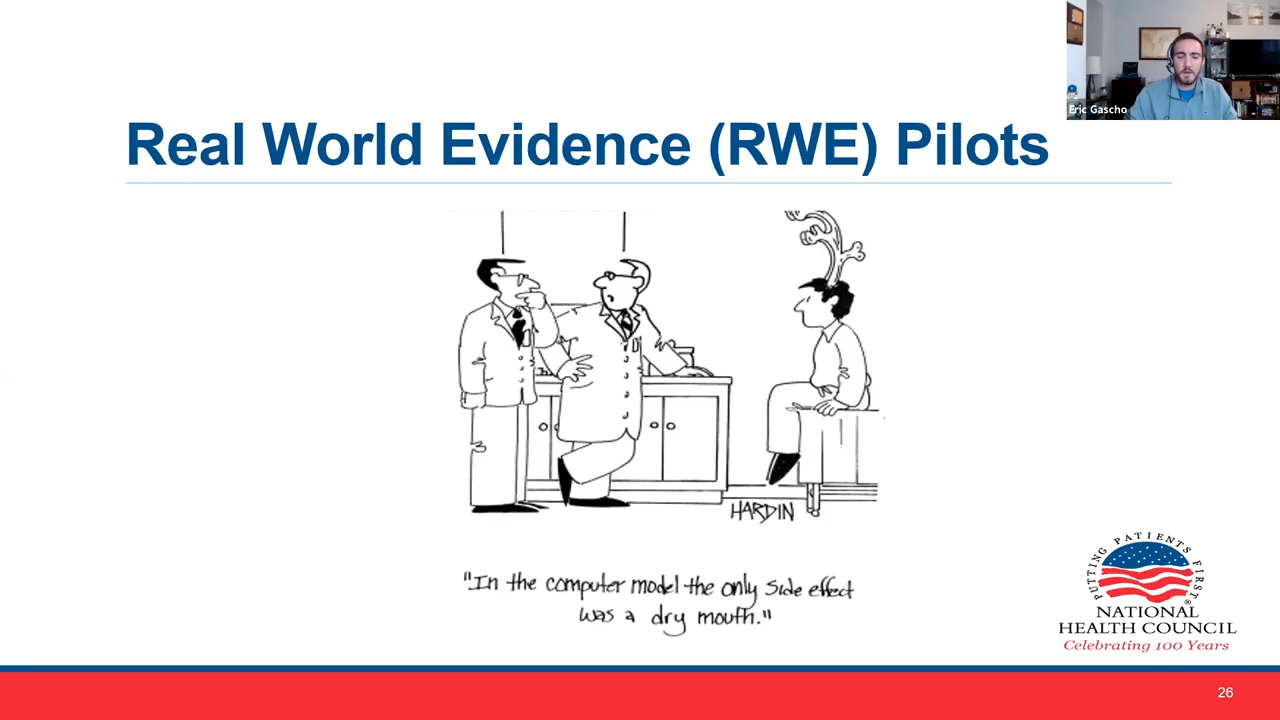 Eric Gascho
Real World Evidence (RWE) Pilots
HARDIN
"In the computer model the only side effect
was a dry mouth."
PUTTING PATIENTS FIRST®
NATIONAL
HEALTH COUNCIL
Celebrating 100 Years
26